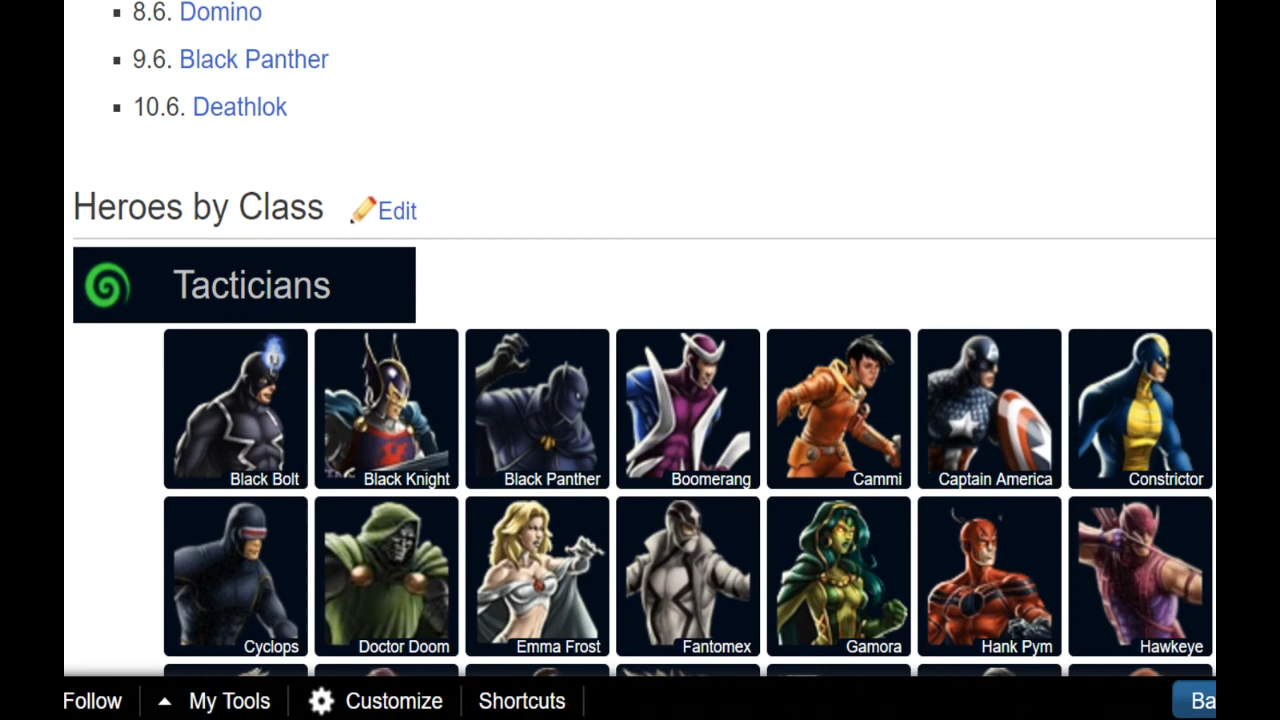 8.6. Domino
9.6. Black Panther
10.6. Deathlok
Heroes by Class Edit
Tacticians
Black Bolt Black Knight Black Panther Boomerang Cammi Captain America Constrictor
Cyclops Doctor Doom Emma Frost Fantomex Gamora Hank Pym Hawkeye
Follow My Tools Customize Shortcuts Ba